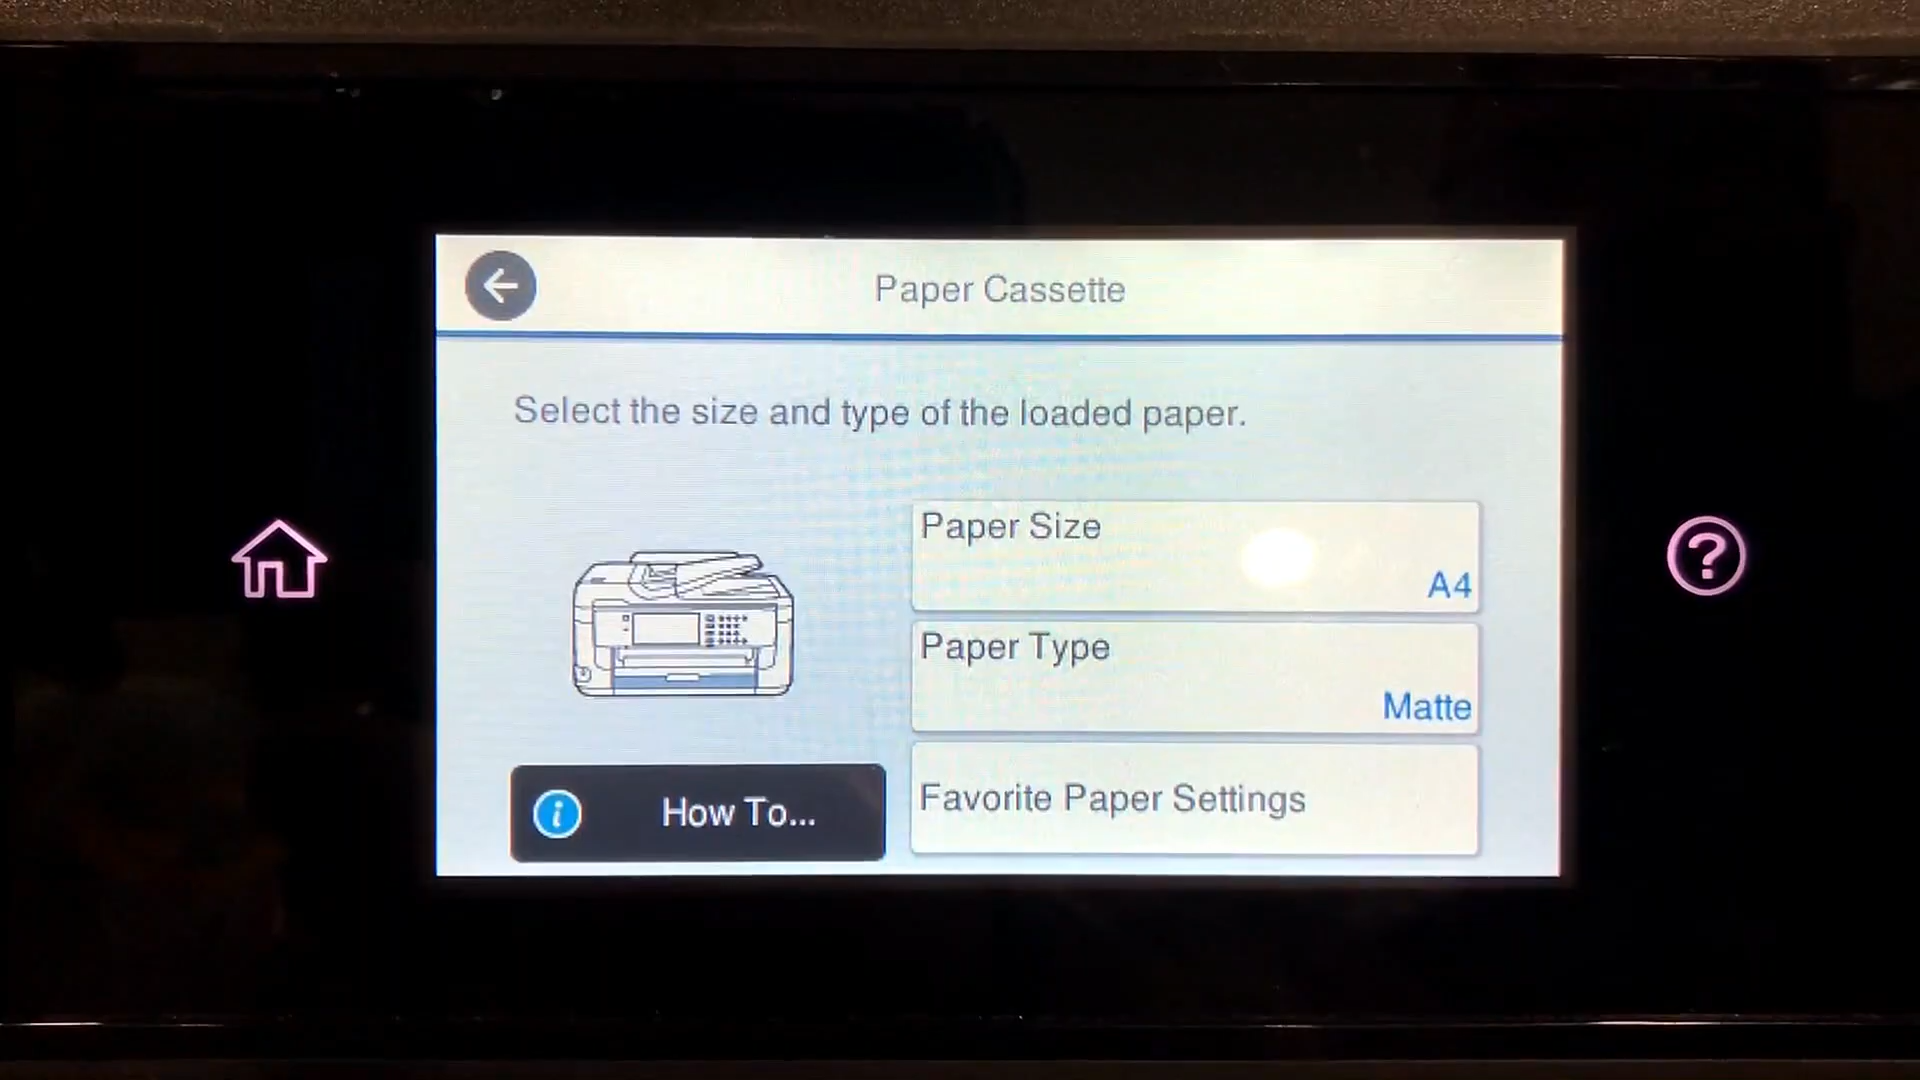 Paper Cassette
Select the size and type of the loaded paper.
Paper Size
A4
Paper Type
Matte
i How To...
Favorite Paper Settings
?